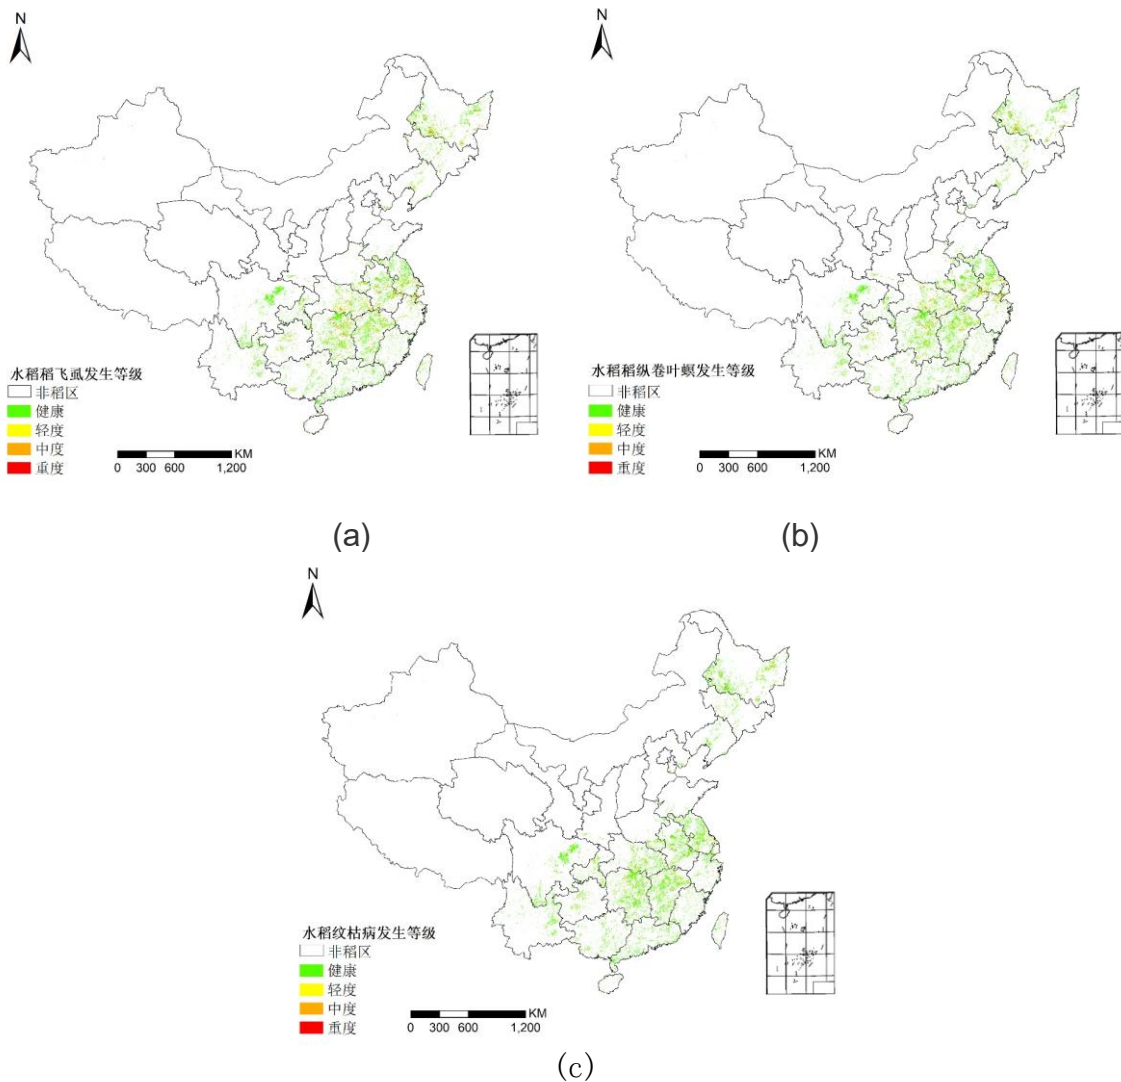 N
水稻稻飞虱发生等级
非稻区
健康
轻度
中度
重度
KM
0 300 600 1,200
(a)
N
水稻稻纵卷叶螟发生等级
非稻区
健康
轻度
中度
重度
KM
0 300 600 1,200
(b)
N
水稻纹枯病发生等级
非稻区
健康
轻度
中度
重度
KM
0 300 600 1,200
(c)